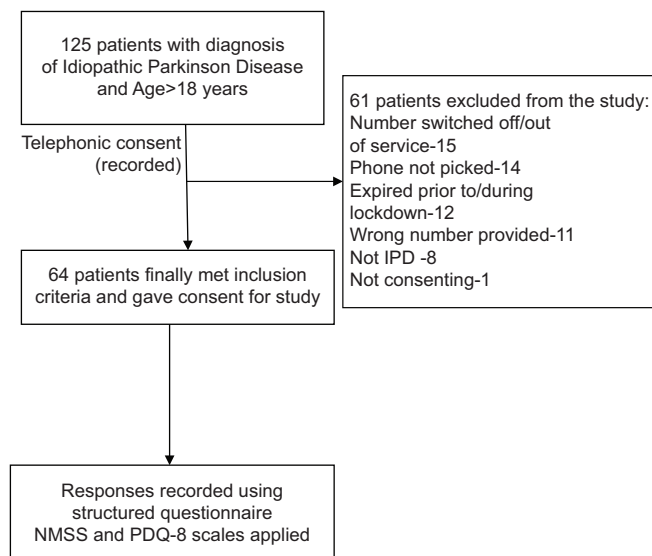 125 patients with diagnosis
of Idiopathic Parkinson Disease
and Age>18 years
Telephonic consent
(recorded)
61 patients excluded from the study:
Number switched off/out
of service-15
Phone not picked-14
Expired prior to/during
lockdown-12
Wrong number provided-11
Not IPD -8
Not consenting-1
64 patients finally met inclusion
criteria and gave consent for study
Responses recorded using
structured questionnaire
NMSS and PDQ-8 scales applied